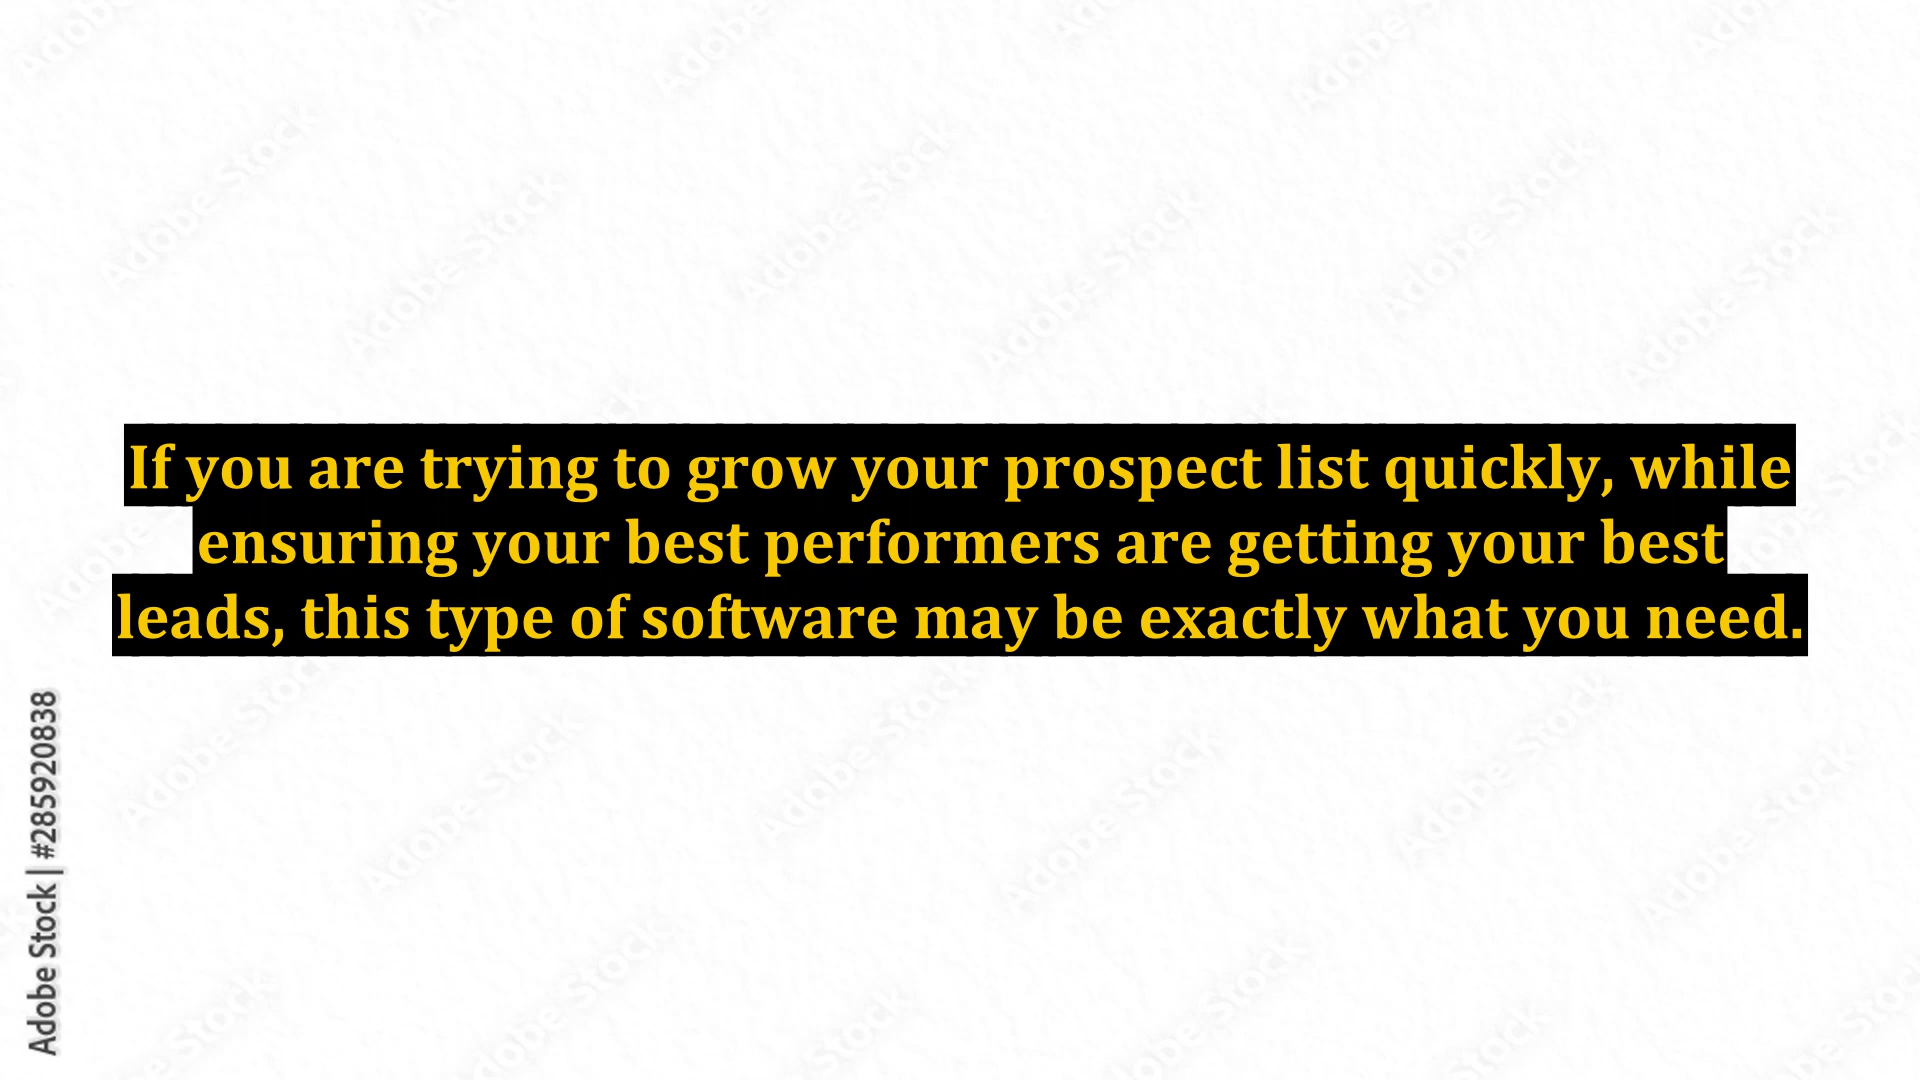 If you are trying to grow your prospect list quickly, while
ensuring your best performers are getting your best
leads, this type of software may be exactly what you need.
Adobe Stock | #285920838